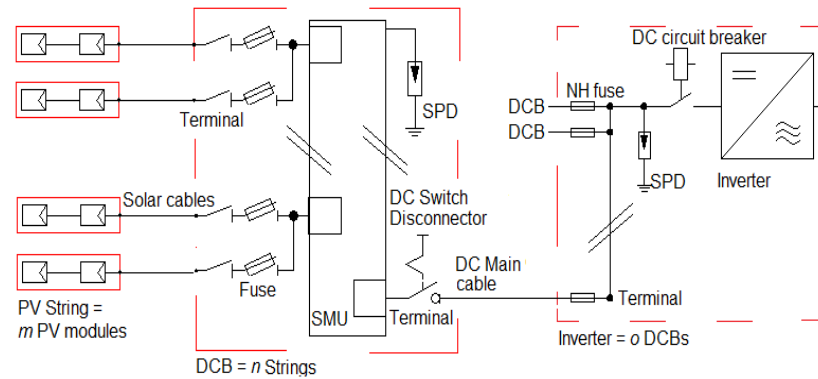 DC circuit breaker
NH fuse
DCB
DCB
SPD
Terminal
SPD
Inverter
Solar cables
DC Switch
Disconnector
DC Main
cable
Fuse
Terminal
PV String =
m PV modules
SMU
Terminal
Inverter = o DCBs
DCB = n Strings